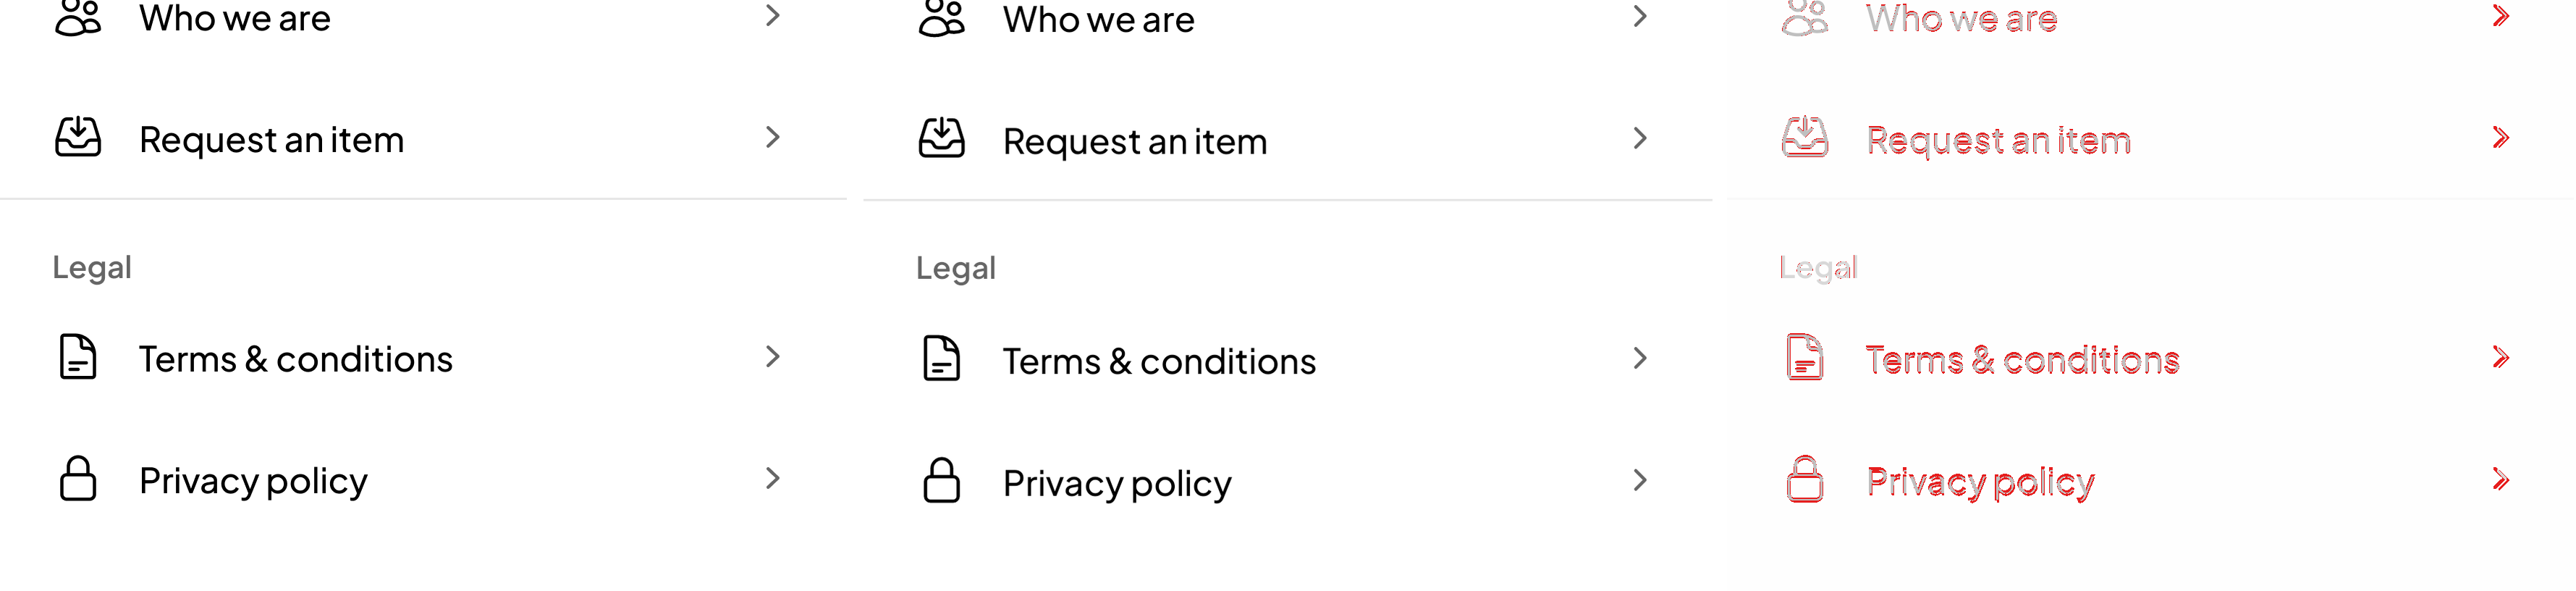 Who we are
Request an item
Legal
Terms & conditions
Privacy policy
Who we are
Request an item
Legal
Terms & conditions
Privacy policy
Who we are
Request an item
Legal
Terms & conditions
Privacy policy